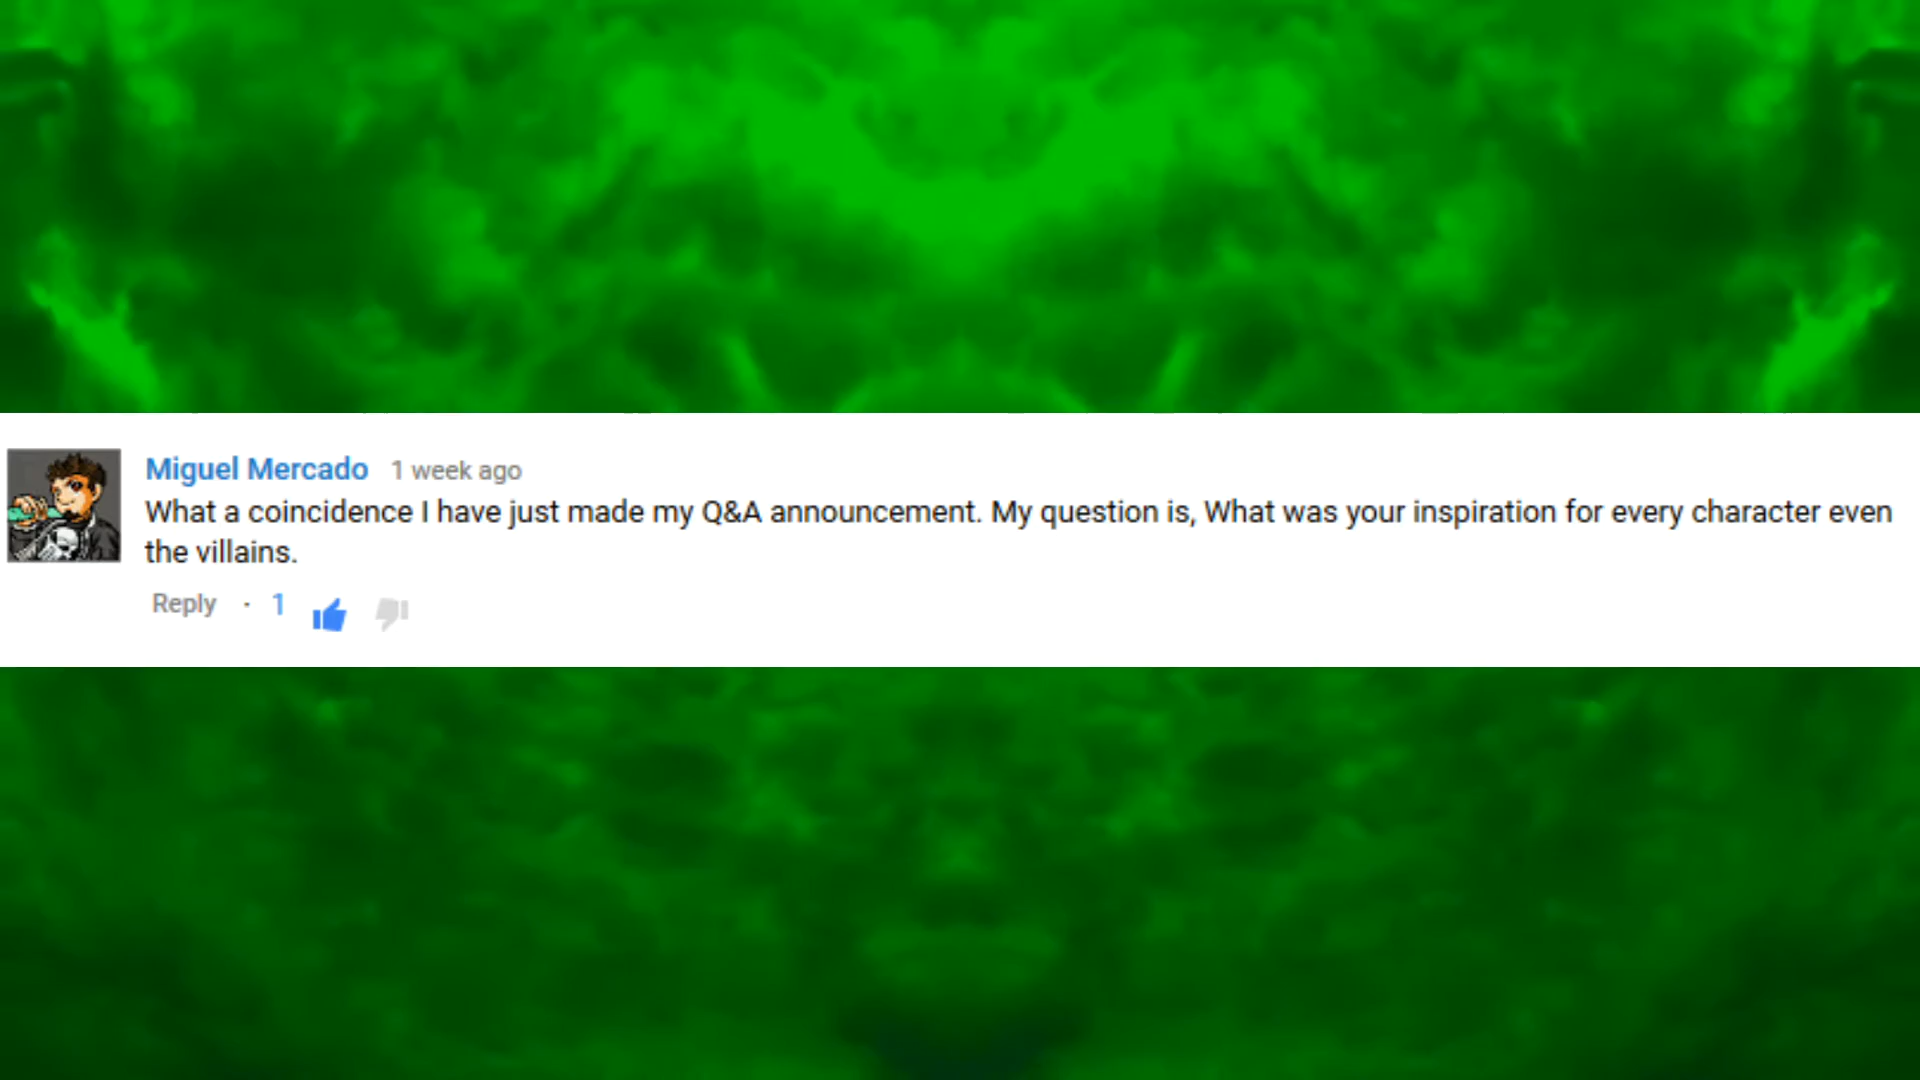 Miguel Mercado 1 week ago
What a coincidence I have just made my Q&A announcement. My question is, What was your inspiration for every character even
the villains.
Reply · 1